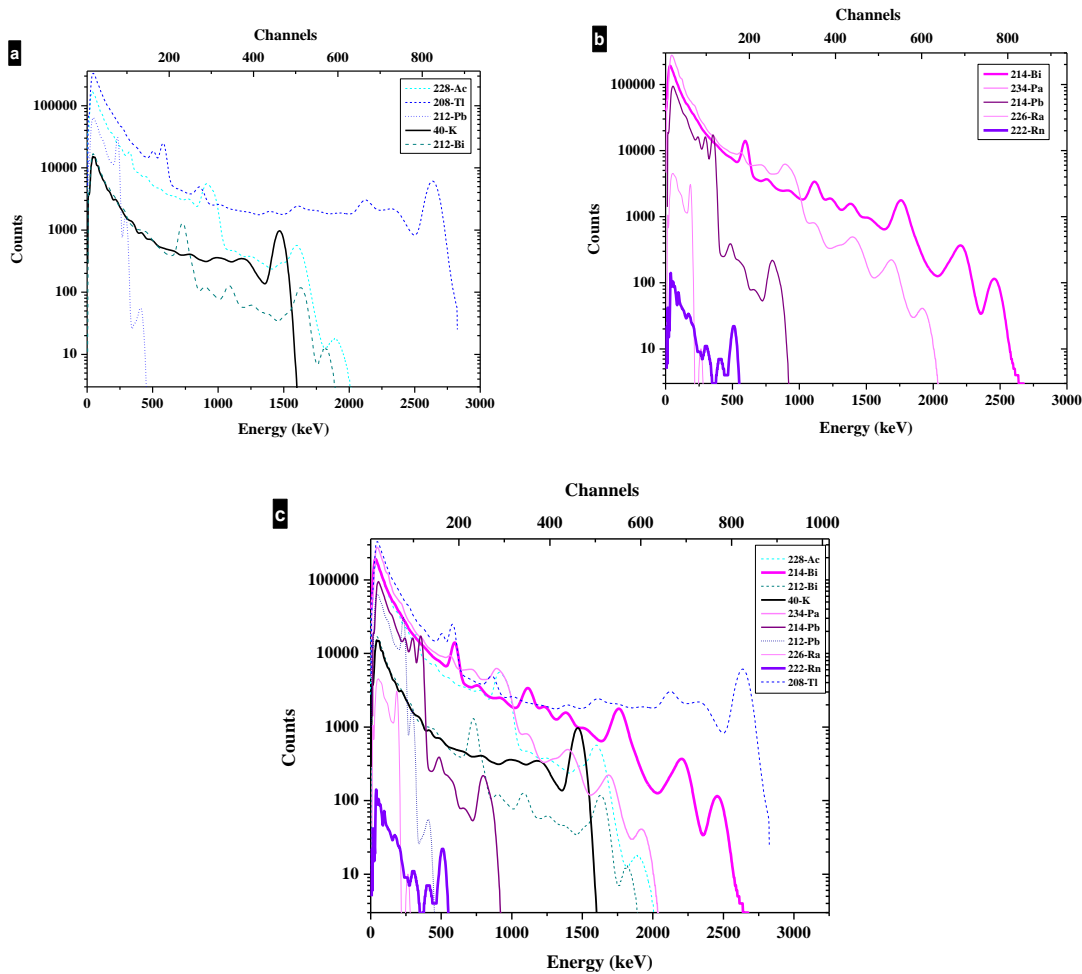 a
Channels
0 200 400 600 800
228-Ac
208-Tl
212-Pb
40-K
212-Bi
100000
10000
1000
100
10
Counts
0 500 1000 1500 2000 2500 3000
Energy (keV)
b
Channels
0 200 400 600 800
214-Bi
234-Pa
214-Pb
226-Ra
222-Rn
100000
10000
1000
100
10
Counts
0 500 1000 1500 2000 2500 3000
Energy (keV)
c
Channels
200 400 600 800 1000
228-Ac
214-Bi
212-Bi
40-K
234-Pa
214-Pb
212-Pb
226-Ra
222-Rn
208-Tl
100000
10000
1000
100
10
Counts
0 500 1000 1500 2000 2500 3000
Energy (keV)